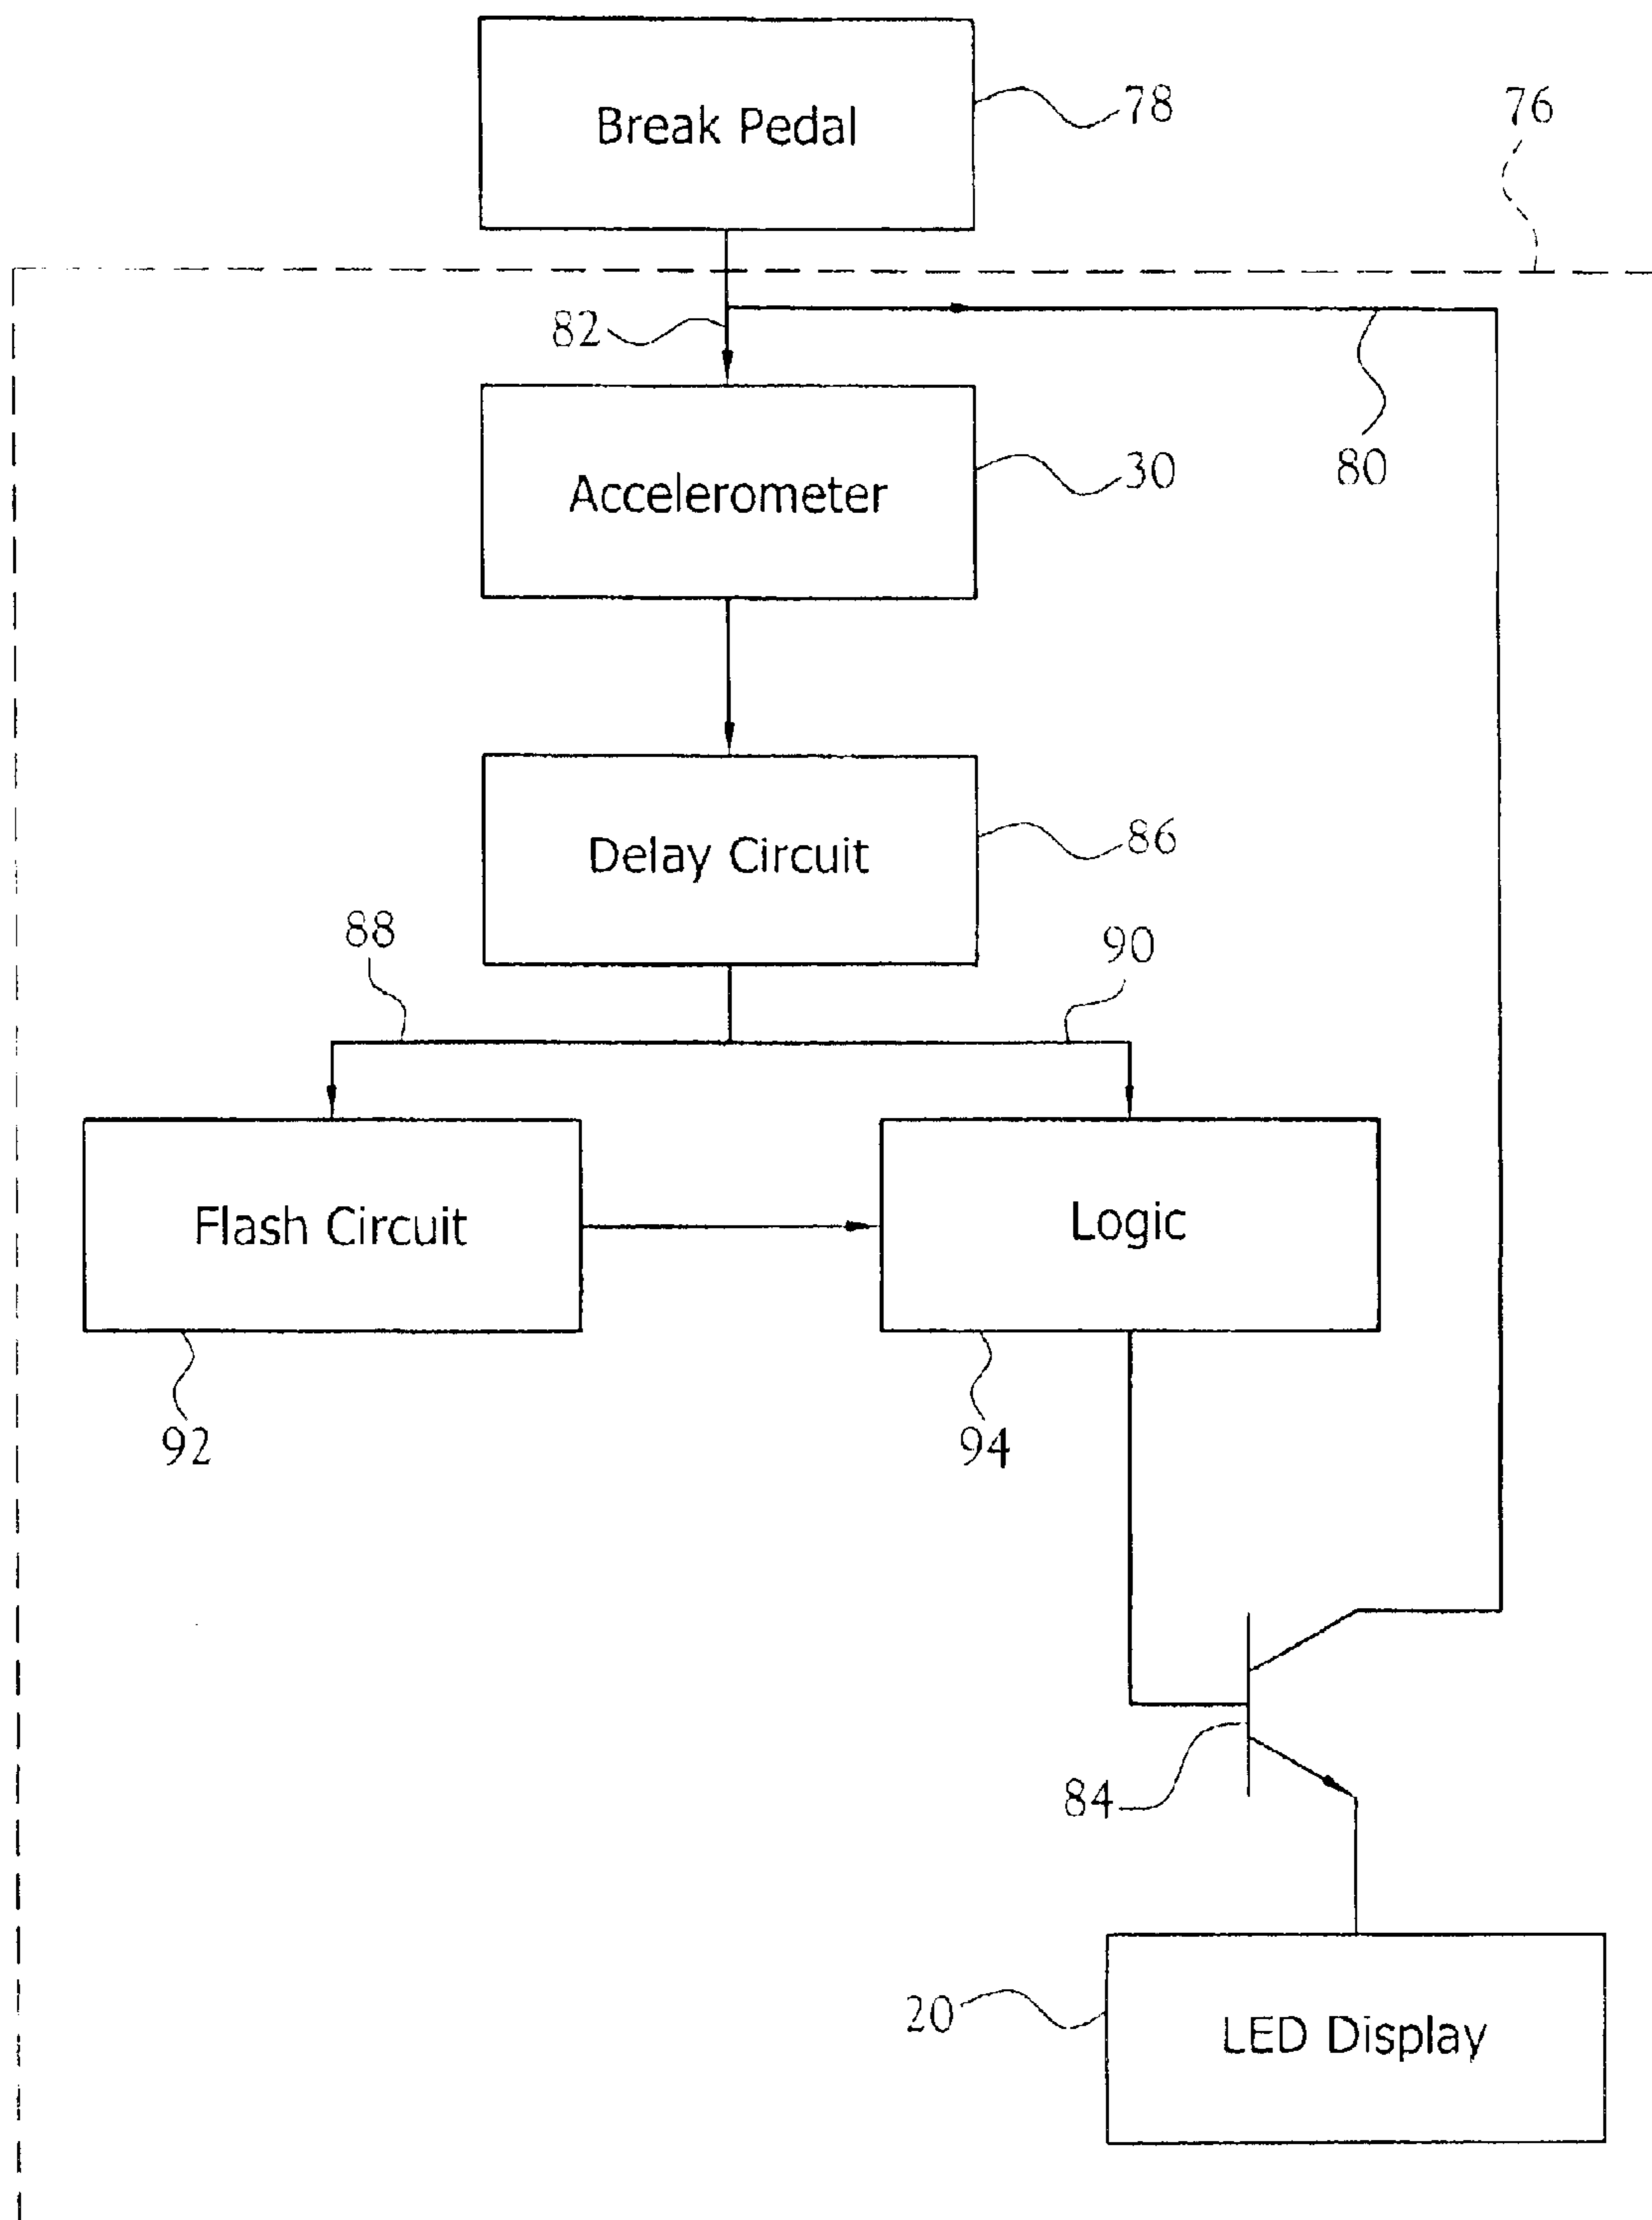 Break Pedal
78
76
82
80
Accelerometer
30
Delay Circuit
86
88
90
Flash Circuit
Logic
92
94
84
20
LED Display